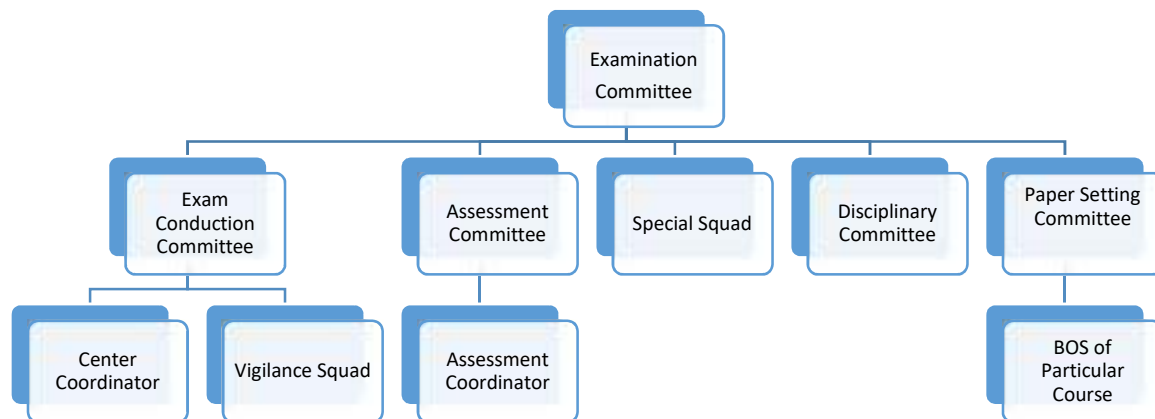 Examination
Committee
Exam
Conduction
Committee
Assessment
Committee
Special Squad
Disciplinary
Committee
Paper Setting
Committee
Center
Coordinator
Vigilance Squad
Assessment
Coordinator
BOS of
Particular
Course